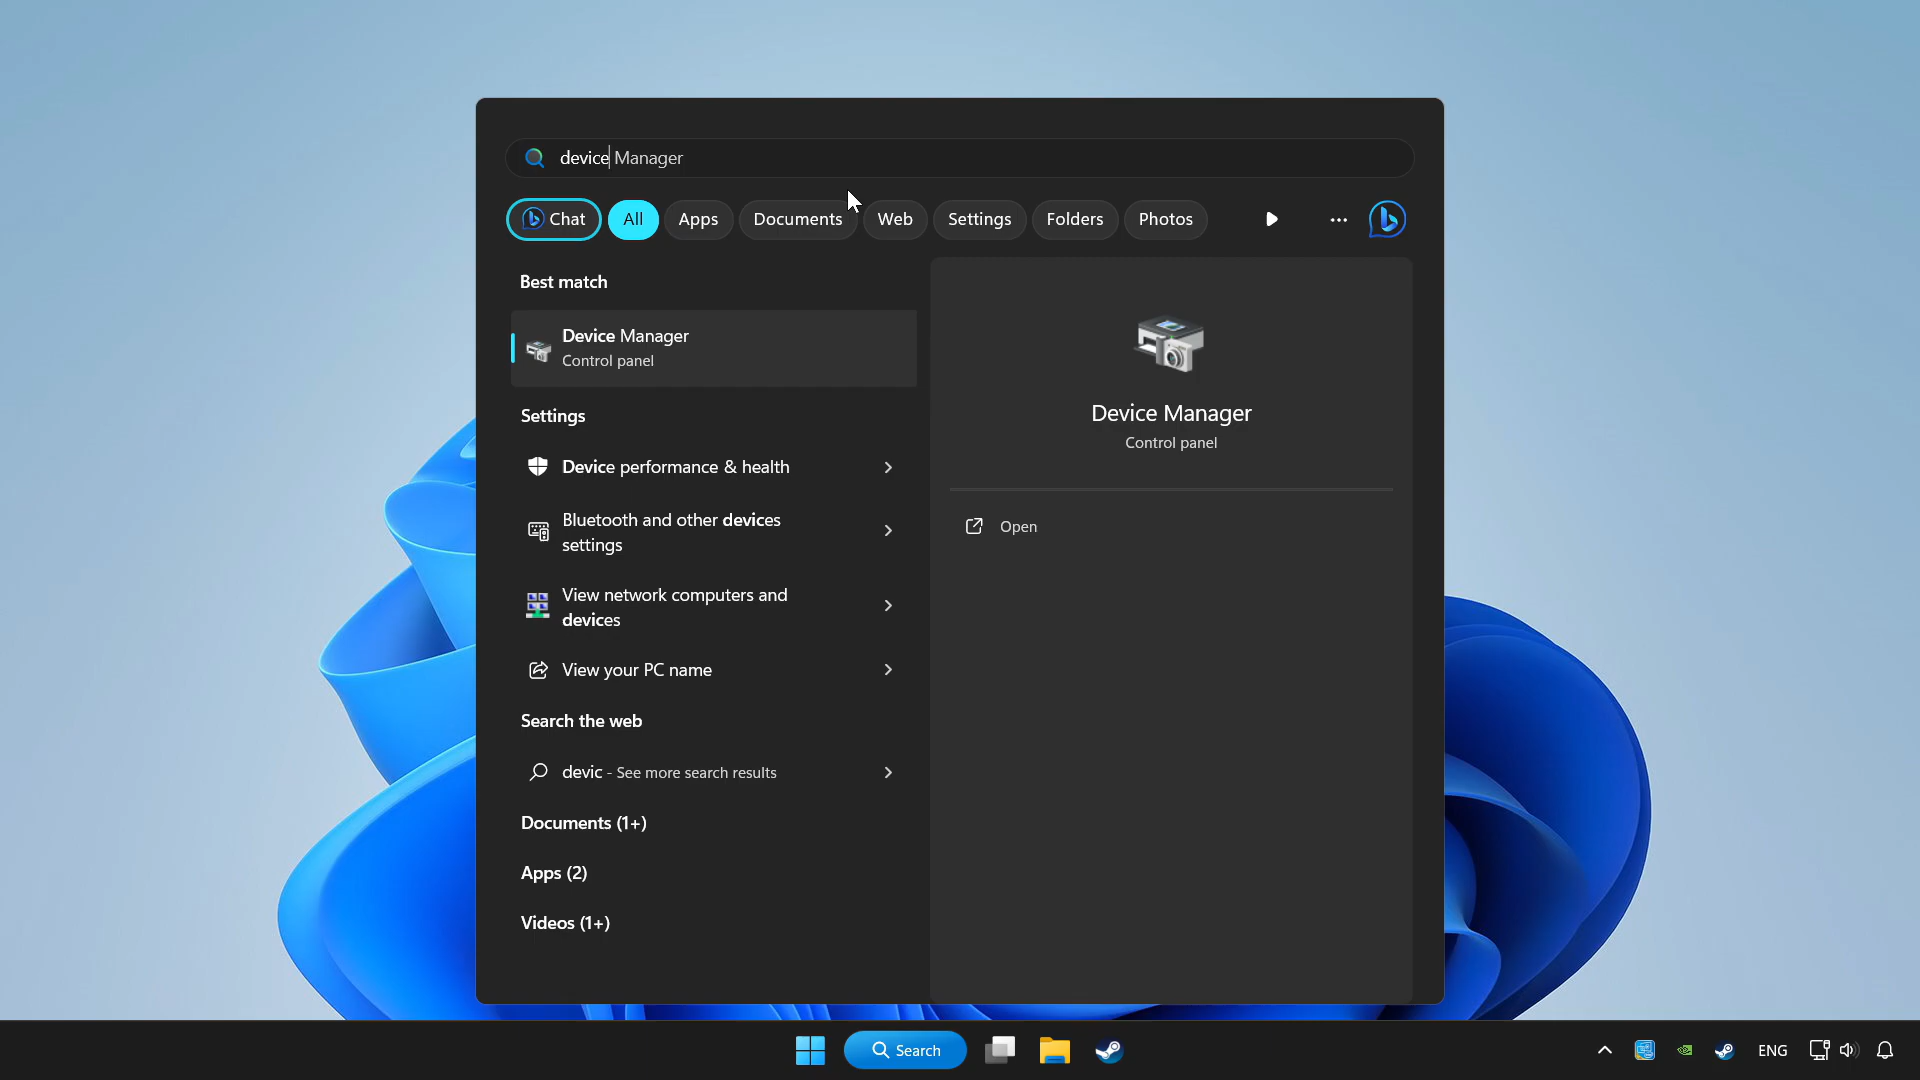 device Manager
Chat All Apps Documents Web Settings Folders Photos
Best match
Device Manager
Control panel
Settings
Device performance & health
Bluetooth and other devices
settings
View network computers and
devices
View your PC name
Search the web
devic - See more search results
Documents (1+)
Apps (2)
Videos (1+)
Device Manager
Control panel
Open
Search
ENG